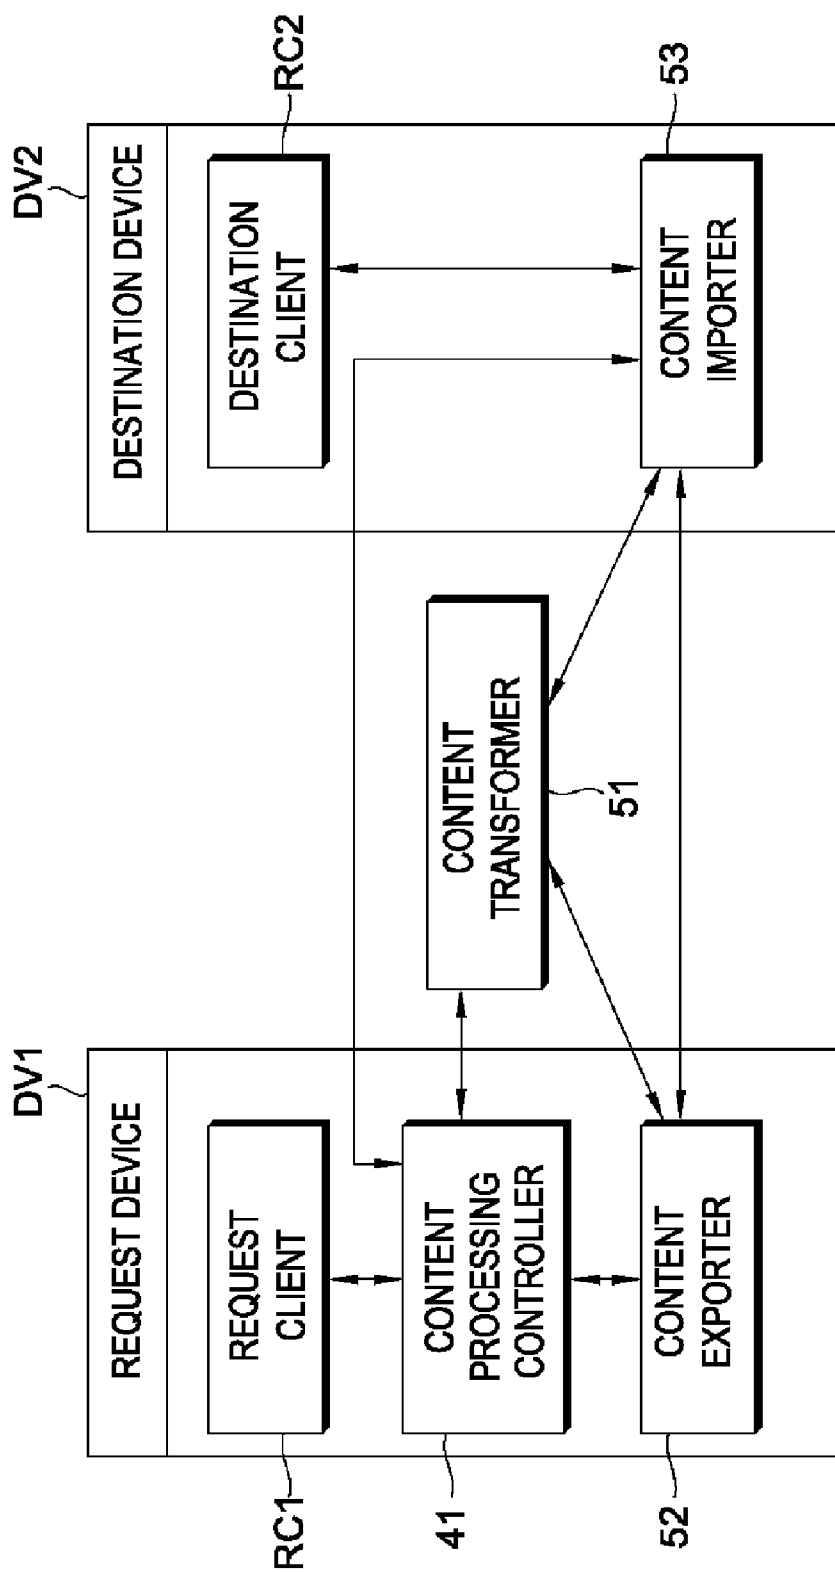 DV1
DV2
REQUEST DEVICE
DESTINATION DEVICE
REQUEST
CLIENT
RC1
DESTINATION
CLIENT
RC2
CONTENT
PROCESSING
CONTROLLER
41
CONTENT
TRANSFORMER
51
CONTENT
EXPORTER
52
CONTENT
IMPORTER
53